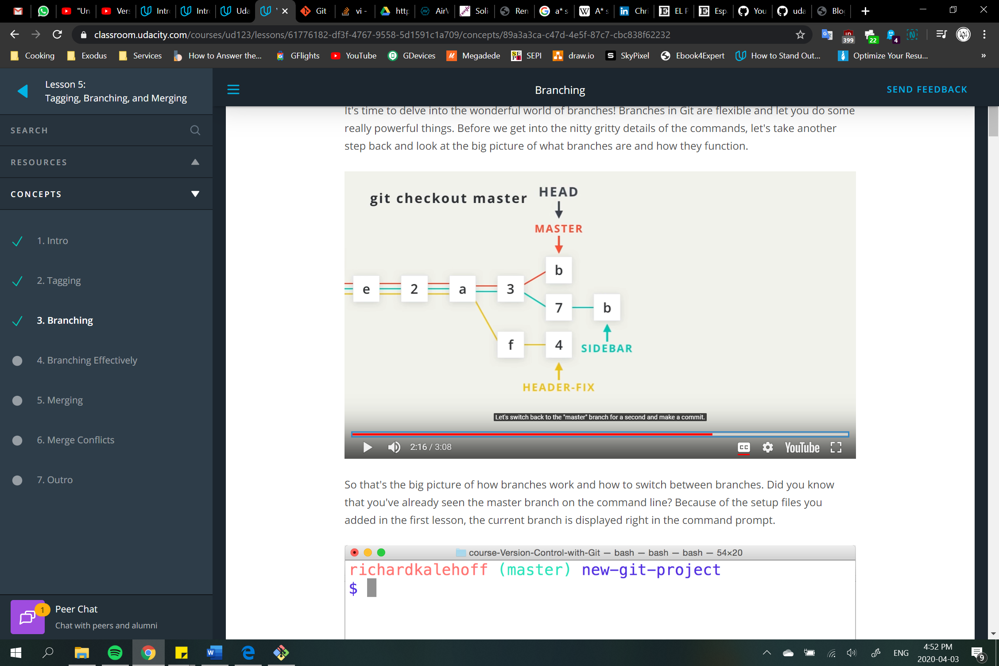 "Un
Ver
Intr
Intr
Uda
Git
vi -
http
AirV
Soli
Ren
a* s
A* s
Chri
EL P
Esp
You
uda
Blo
classroom.udacity.com/courses/ud123/lessons/61776182-df3f-4767-9558-5d1591c1a709/concepts/89a3a3ca-c47d-4e5f-87c7-cbc838f62232
399
22
4
Cooking
Exodus
Services
How to Answer the...
GFlights
YouTube
GDevices
Megadede
SEPI
draw.io
SkyPixel
Ebook4Expert
How to Stand Out...
Optimize Your Resu...
»
Lesson 5:
Tagging, Branching, and Merging
SEARCH
RESOURCES
CONCEPTS
1. Intro
2. Tagging
3. Branching
4. Branching Effectively
5. Merging
6. Merge Conflicts
7. Outro
1
Peer Chat
Chat with peers and alumni
Branching
SEND FEEDBACK
It's time to delve into the wonderful world of branches! Branches in Git are flexible and let you do some
really powerful things. Before we get into the nitty gritty details of the commands, let's take another
step back and look at the big picture of what branches are and how they function.
git checkout master
HEAD
MASTER
b
e 2 a 3
7 b
f 4
SIDEBAR
HEADER-FIX
Let's switch back to the "master" branch for a second and make a commit.
2:16 / 3:08
CC
YouTube
So that's the big picture of how branches work and how to switch between branches. Did you know
that you've already seen the master branch on the command line? Because of the setup files you
added in the first lesson, the current branch is displayed right in the command prompt.
course-Version-Control-with-Git — bash — bash — bash — 54×20
richardkalehoff (master) new-git-project
$
ENG
4:52 PM
2020-04-03
9